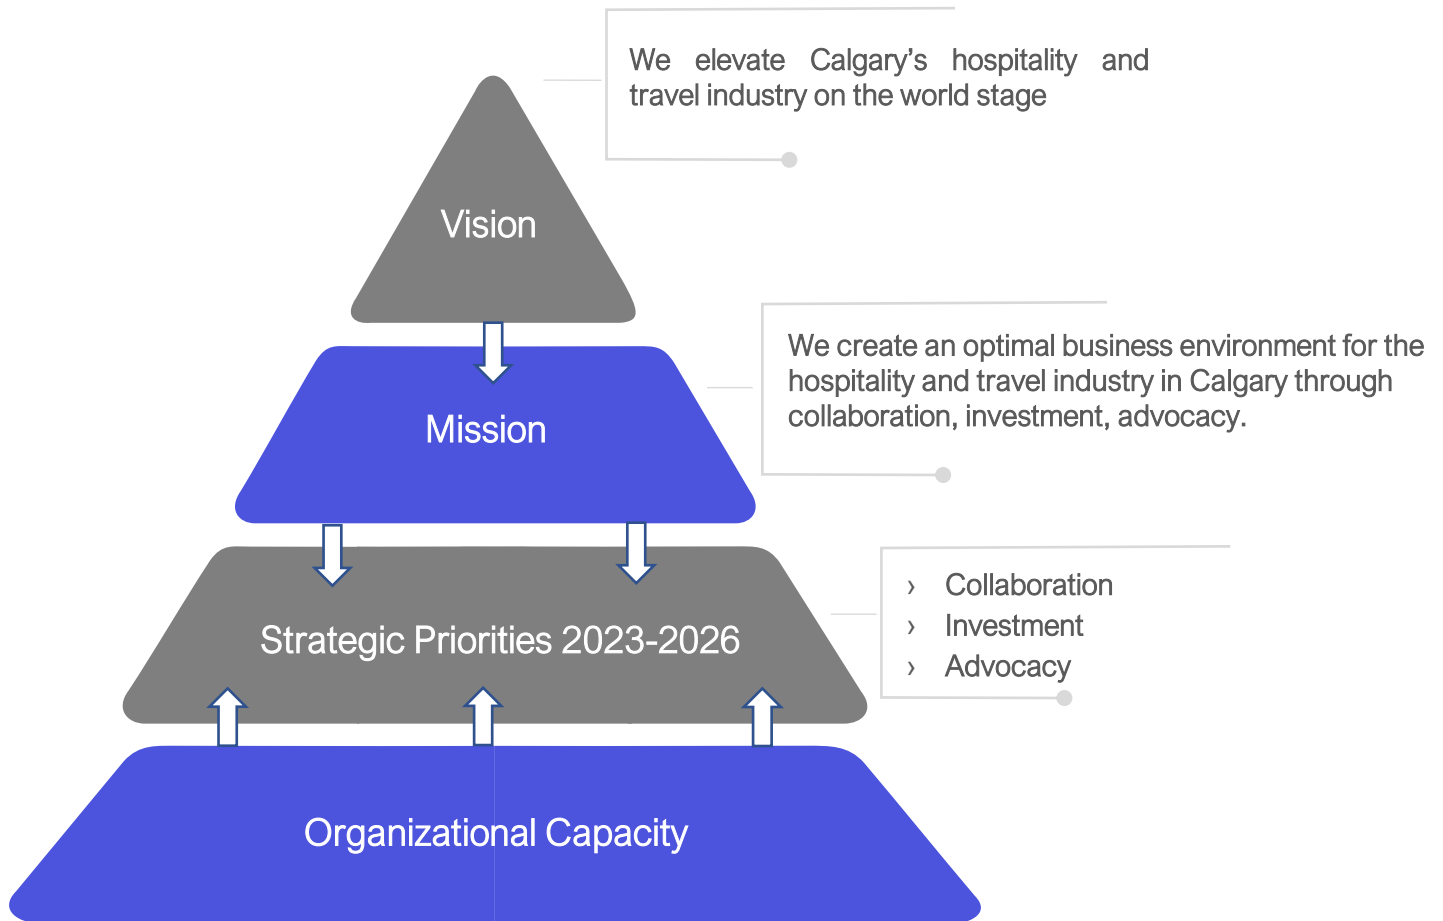 We elevate Calgary’s hospitality and
travel industry on the world stage
Vision
We create an optimal business environment for the
hospitality and travel industry in Calgary through
collaboration, investment, advocacy.
Mission
› Collaboration
› Investment
› Advocacy
Strategic Priorities 2023-2026
Organizational Capacity